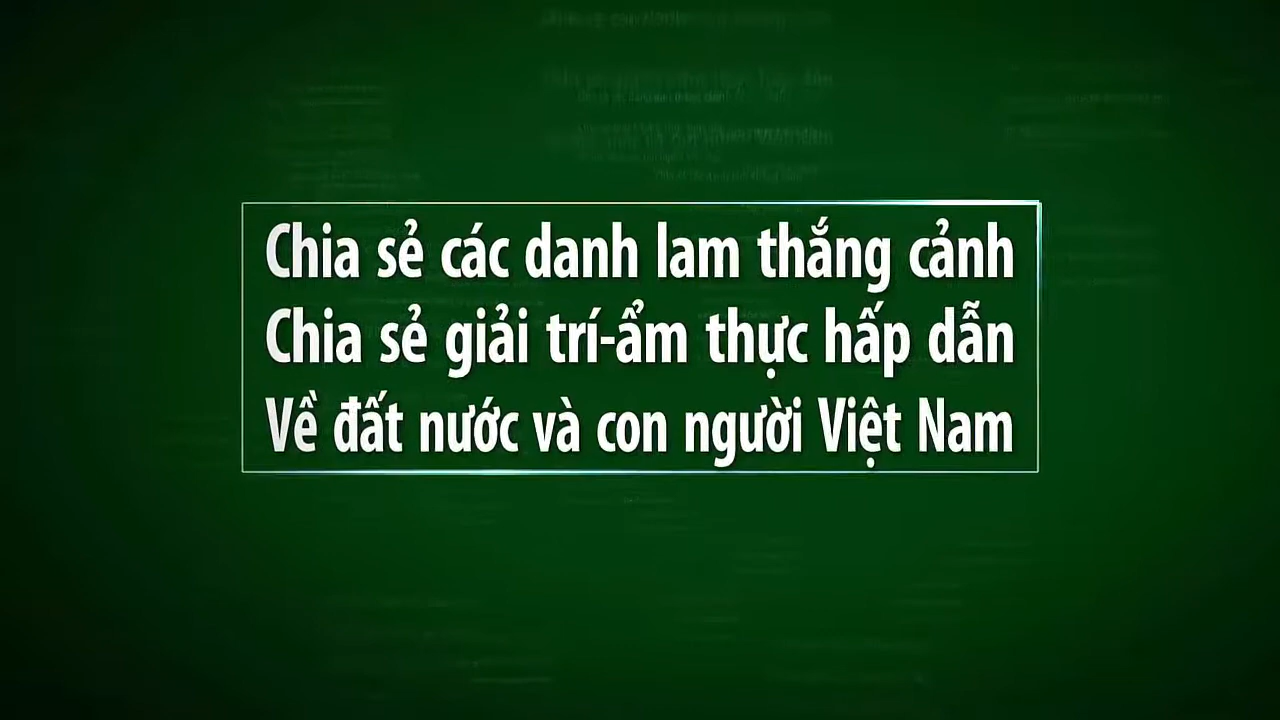 Chia sẻ các danh lam thắng cảnh
Chia sẻ giải trí-ẩm thực hấp dẫn
Về đất nước và con người Việt Nam